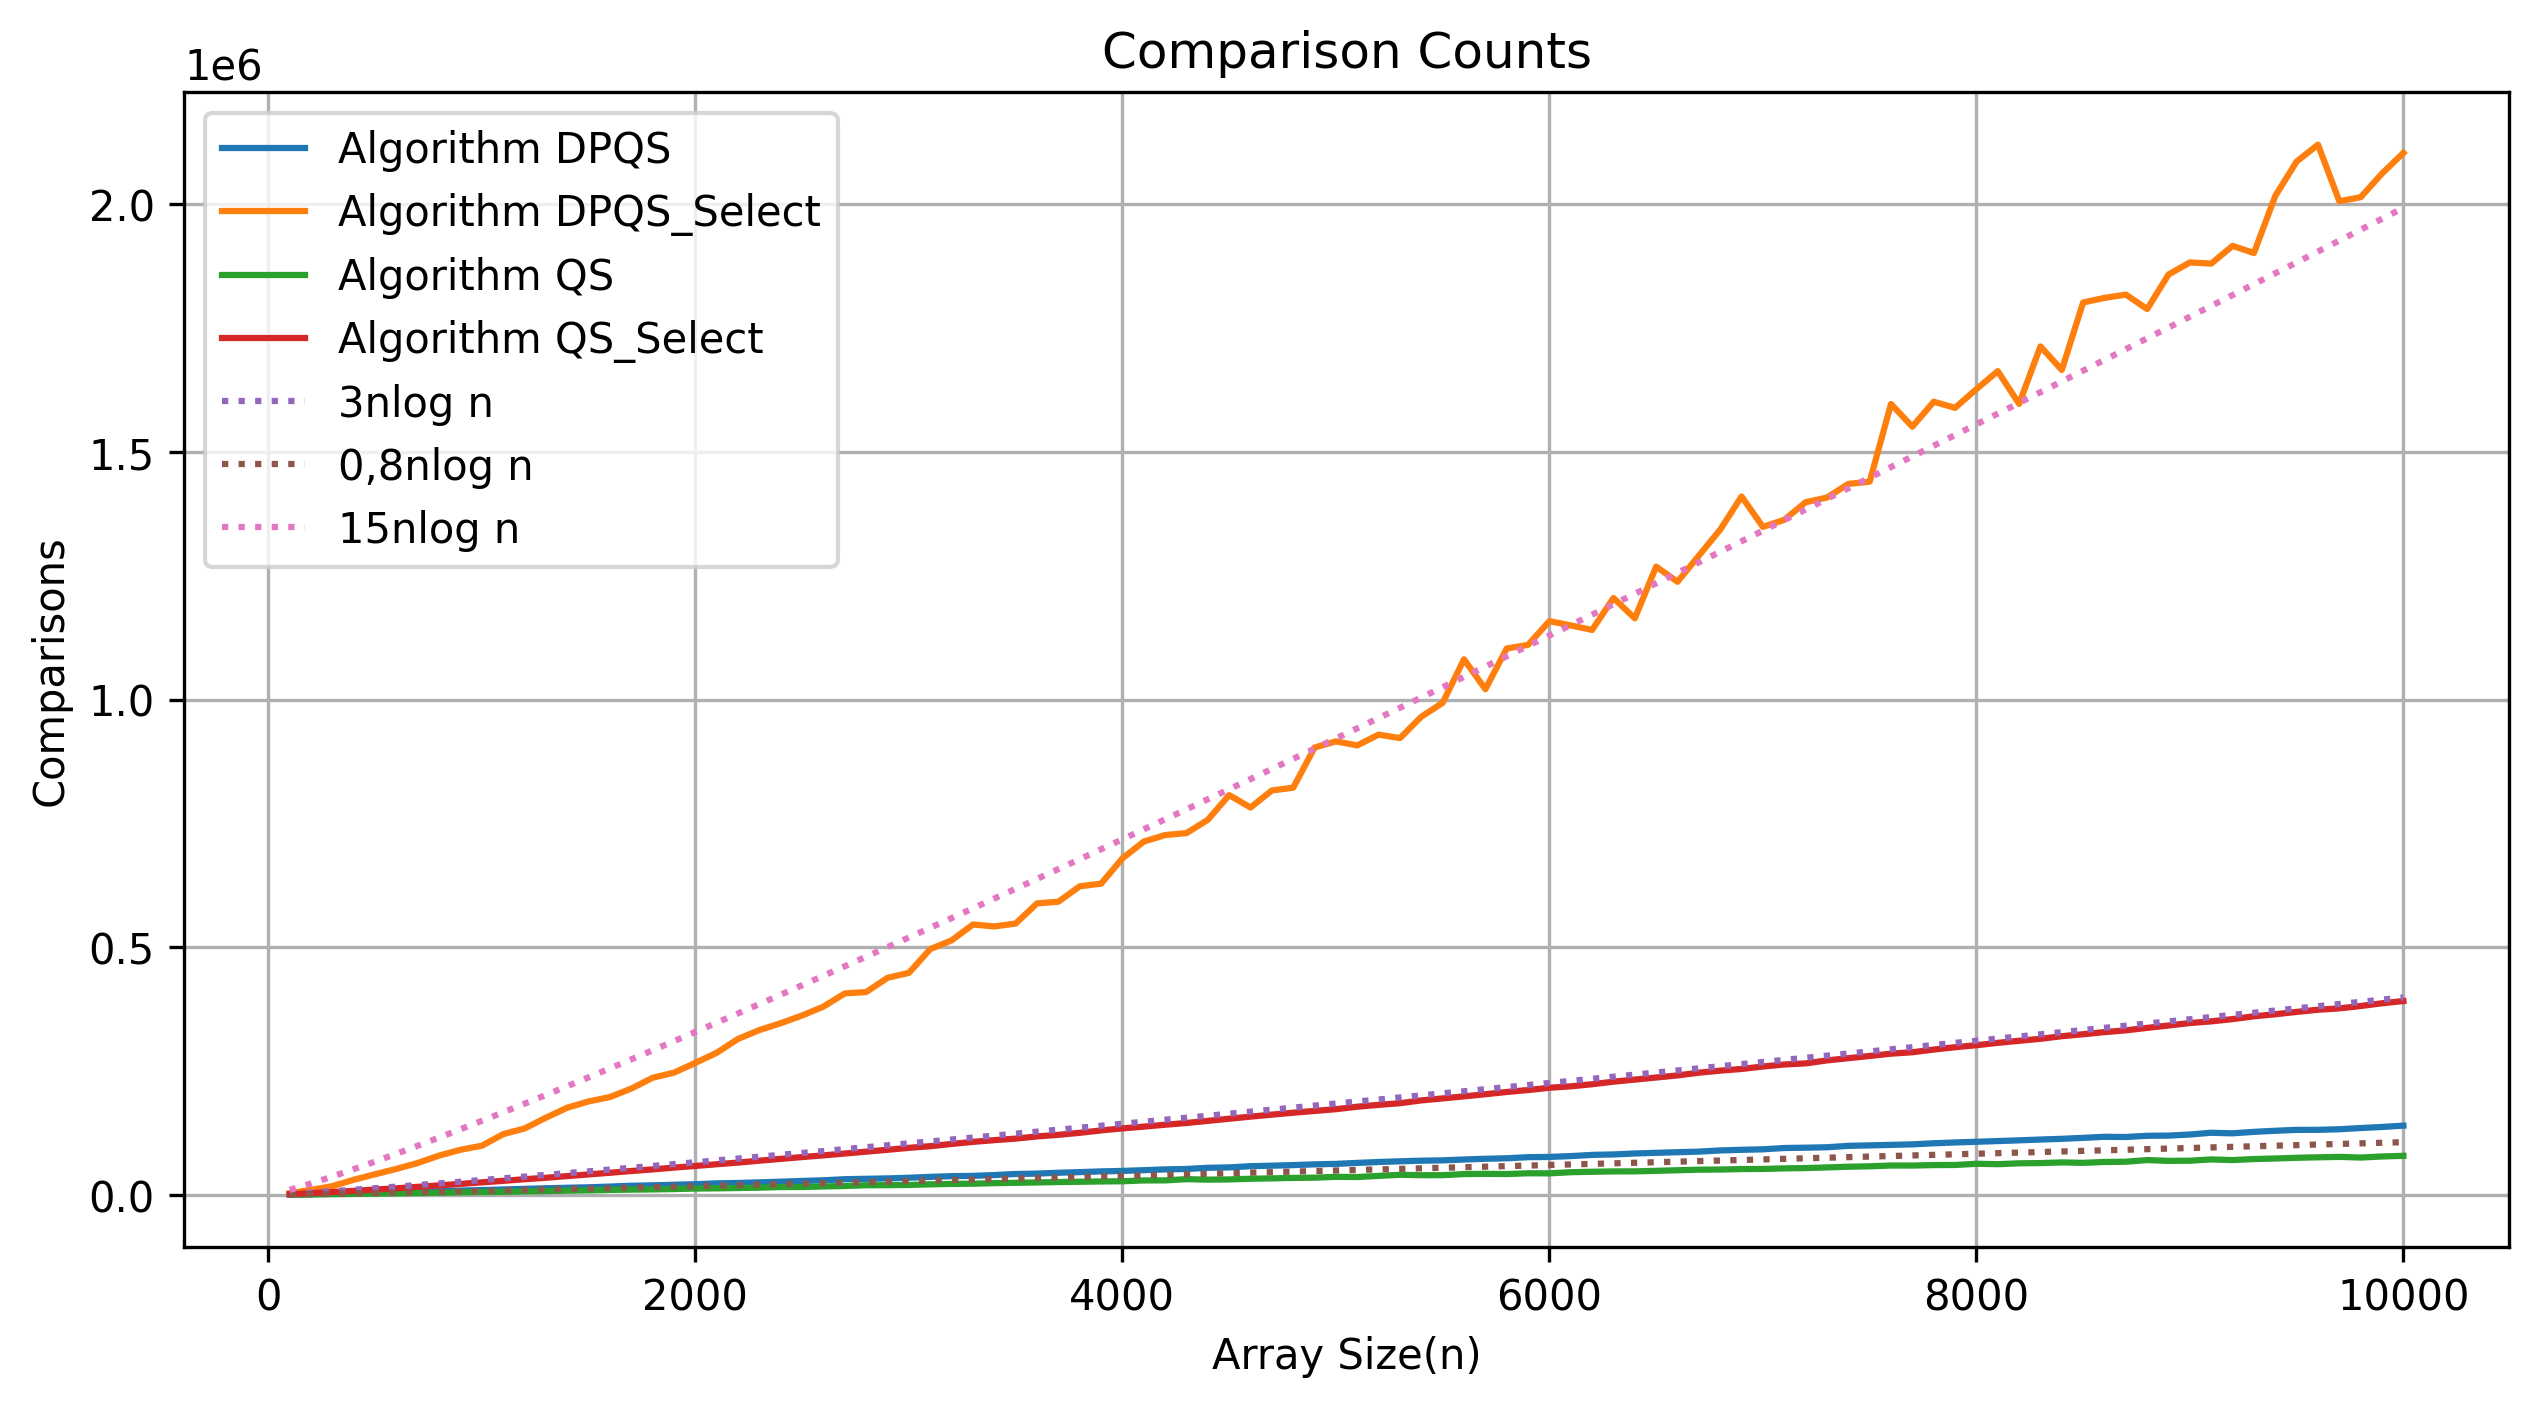 Comparison Counts
1e6
Algorithm DPQS
Algorithm DPQS_Select
Algorithm QS
Algorithm QS_Select
3nlog n
0,8nlog n
15nlog n
2.0
1.5
1.0
0.5
0.0
Comparisons
0 2000 4000 6000 8000 10000
Array Size(n)